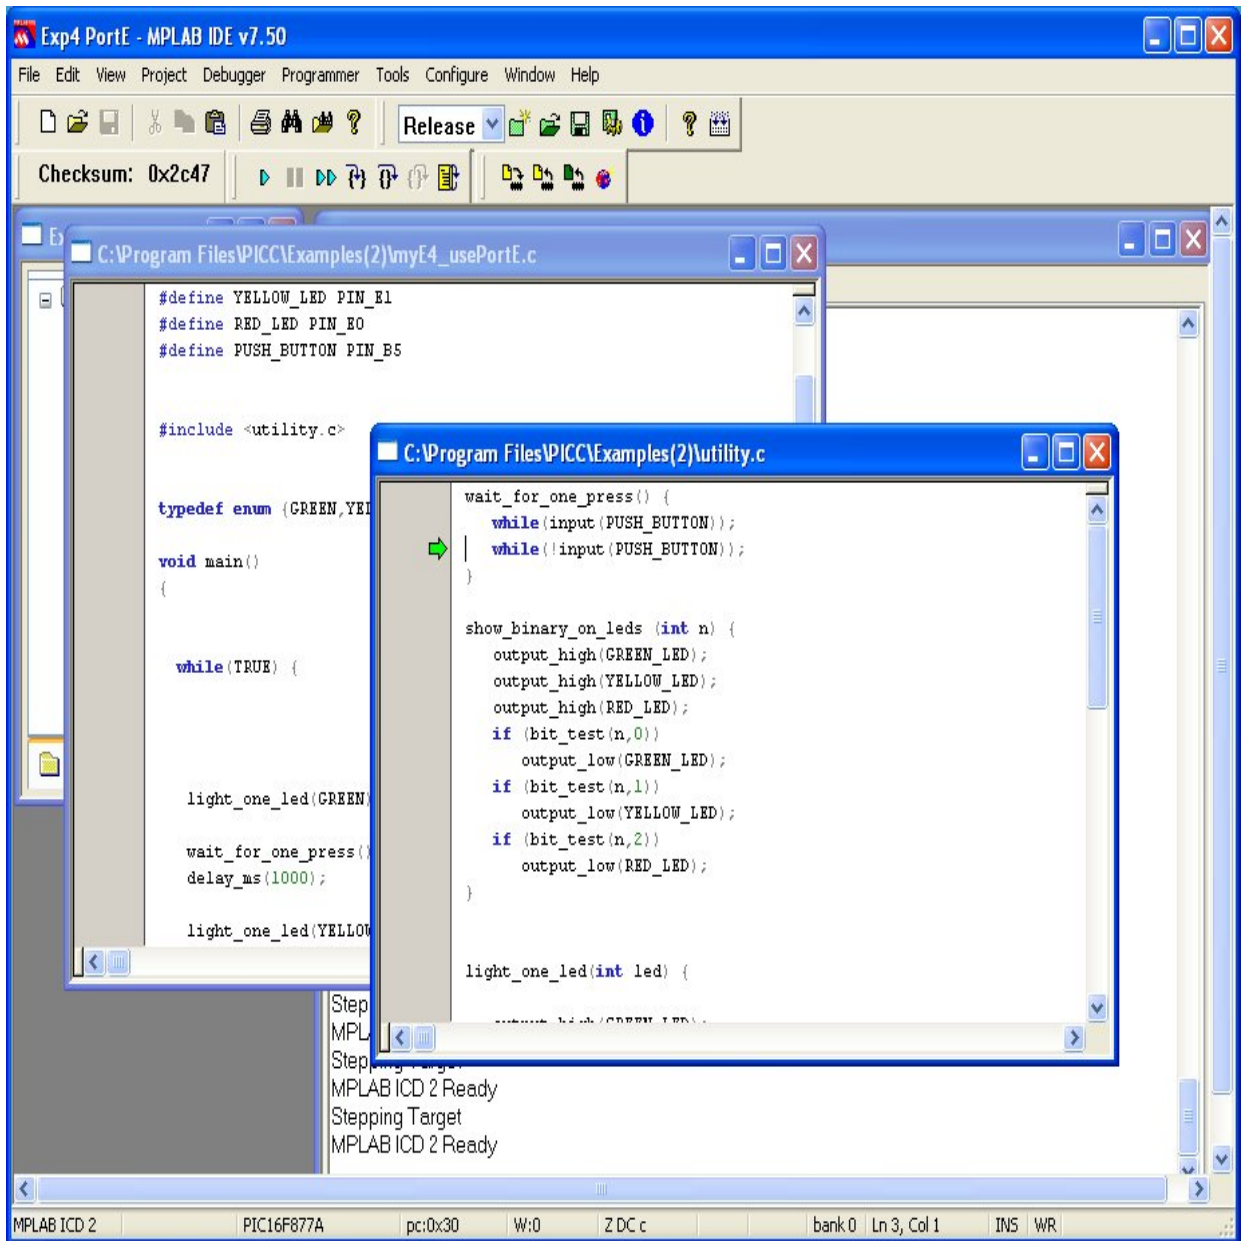 Exp4 PortE - MPLAB IDE v7.50
File Edit View Project Debugger Programmer Tools Configure Window Help
Release
Checksum: 0x2c47
C:\Program Files\PICC\Examples(2)\myE4_usePortE.c
#define YELLOW_LED PIN_E1
#define RED_LED PIN_E0
#define PUSH_BUTTON PIN_B5
#include <utility.c>
typedef enum {GREEN,YEL
void main()
{
while(TRUE) {
light_one_led(GREEN)
wait_for_one_press()
delay_ms(1000);
light_one_led(YELLOW
C:\Program Files\PICC\Examples(2)\utility.c
wait_for_one_press() {
while(input(PUSH_BUTTON));
while(!input(PUSH_BUTTON));
}
show_binary_on_leds (int n) {
output_high(GREEN_LED);
output_high(YELLOW_LED);
output_high(RED_LED);
if (bit_test(n,0))
output_low(GREEN_LED);
if (bit_test(n,1))
output_low(YELLOW_LED);
if (bit_test(n,2))
output_low(RED_LED);
}
light_one_led(int led) {
Step
MPL
Stepping Target
MPLAB ICD 2 Ready
Stepping Target
MPLAB ICD 2 Ready
MPLAB ICD 2 PIC16F877A pc:0x30 W:0 Z DC c bank 0 Ln 3, Col 1 INS WR